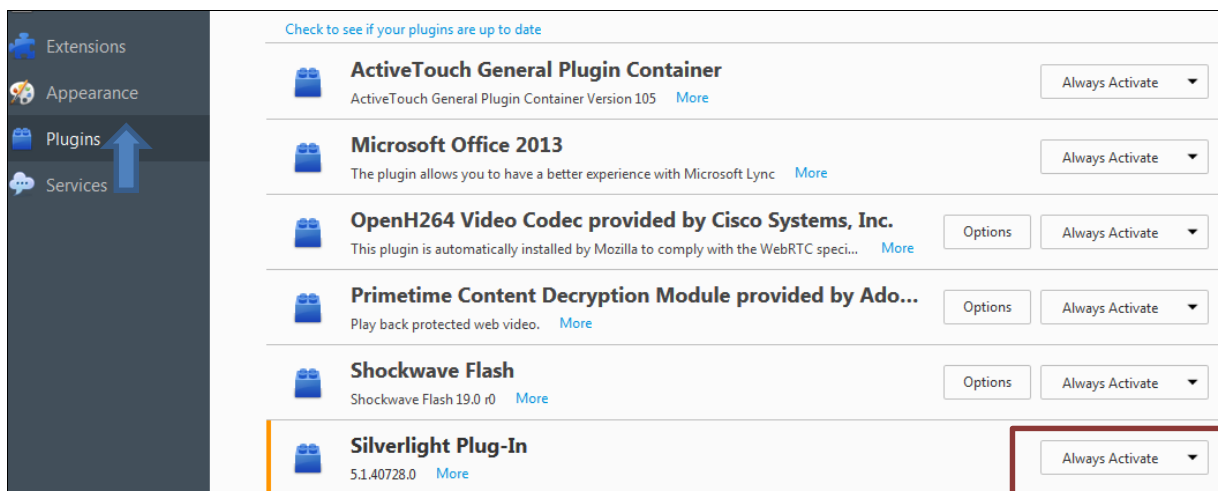 Check to see if your plugins are up to date
Extensions
Appearance
Plugins
Services
ActiveTouch General Plugin Container
ActiveTouch General Plugin Container Version 105 More
Always Activate
Microsoft Office 2013
The plugin allows you to have a better experience with Microsoft Lync More
Always Activate
OpenH264 Video Codec provided by Cisco Systems, Inc.
This plugin is automatically installed by Mozilla to comply with the WebRTC speci... More
Options Always Activate
Primetime Content Decryption Module provided by Ado...
Play back protected web video. More
Options Always Activate
Shockwave Flash
Shockwave Flash 19.0 r0 More
Options Always Activate
Silverlight Plug-In
5.1.40728.0 More
Always Activate